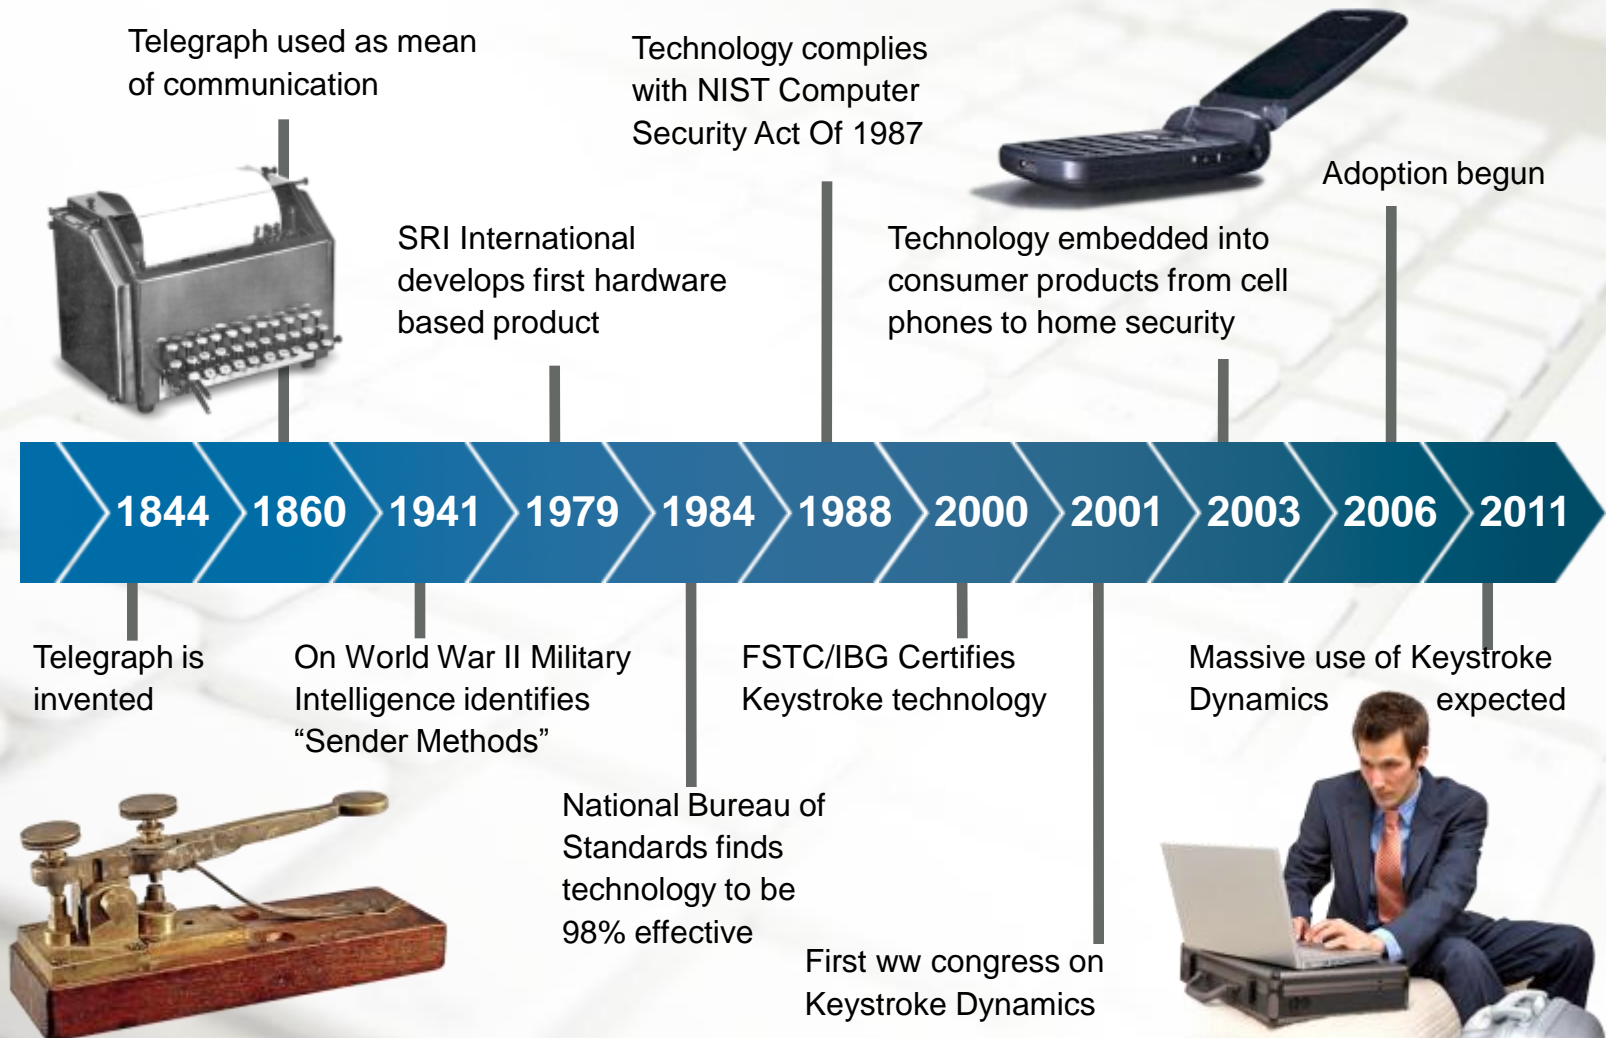 Telegraph used as mean
of communication
Technology complies
with NIST Computer
Security Act Of 1987
Adoption begun
SRI International
develops first hardware
based product
Technology embedded into
consumer products from cell
phones to home security
1844 1860 1941 1979 1984 1988 2000 2001 2003 2006 2011
Telegraph is
invented
On World War II Military
Intelligence identifies
“Sender Methods”
FSTC/IBG Certifies
Keystroke technology
Massive use of Keystroke
Dynamics expected
National Bureau of
Standards finds
technology to be
98% effective
First ww congress on
Keystroke Dynamics